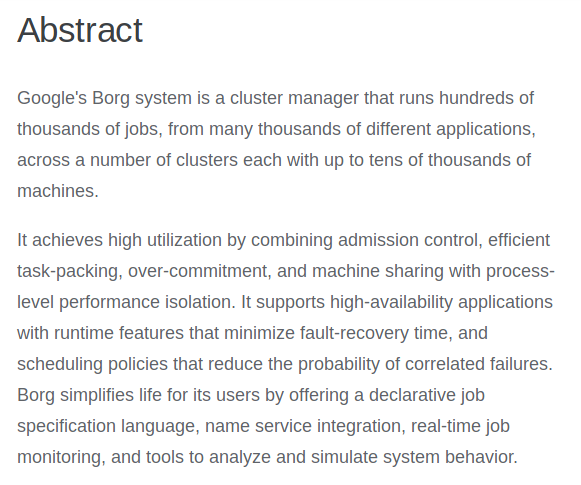 Abstract
Google's Borg system is a cluster manager that runs hundreds of
thousands of jobs, from many thousands of different applications,
across a number of clusters each with up to tens of thousands of
machines.
It achieves high utilization by combining admission control, efficient
task-packing, over-commitment, and machine sharing with process-
level performance isolation. It supports high-availability applications
with runtime features that minimize fault-recovery time, and
scheduling policies that reduce the probability of correlated failures.
Borg simplifies life for its users by offering a declarative job
specification language, name service integration, real-time job
monitoring, and tools to analyze and simulate system behavior.